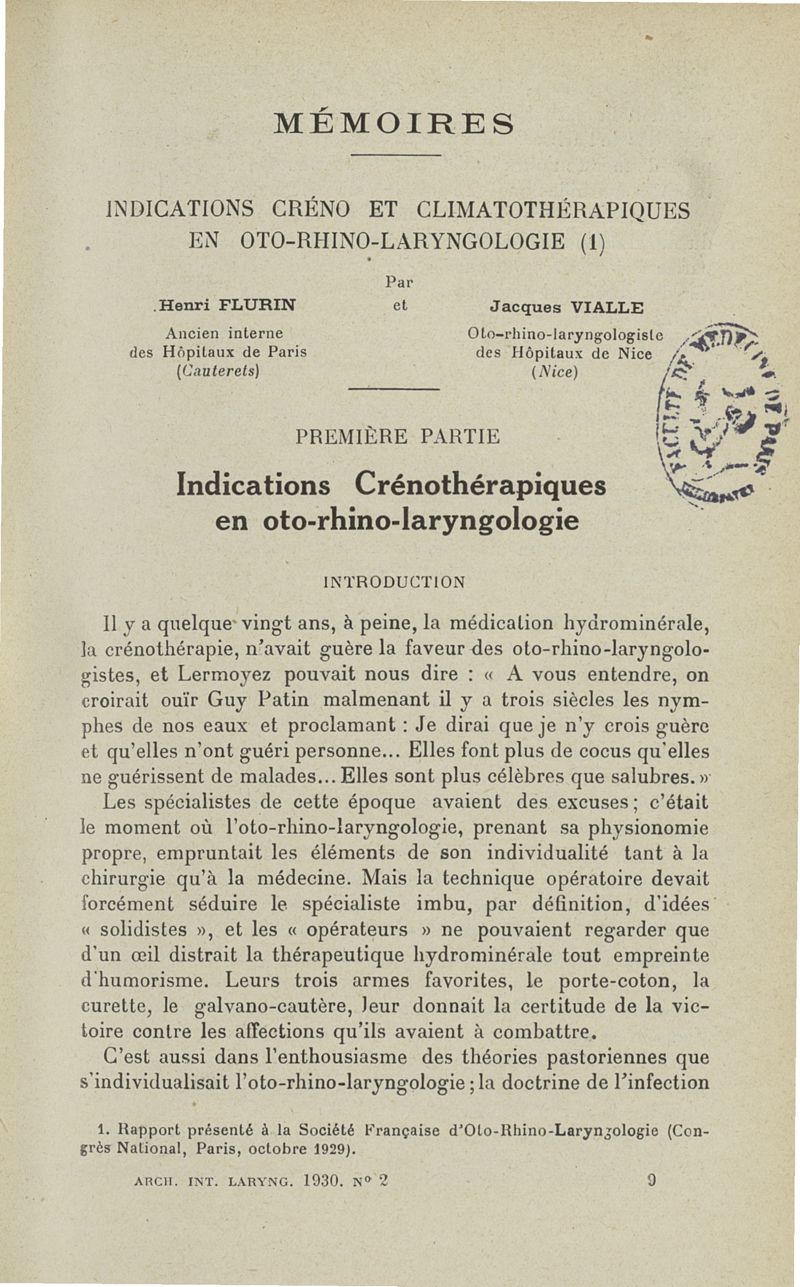 MÉMOIRES
INDICATIONS CRÉNO ET CLIMATOTHÉRAPIQUES
EN OTO-RHINO-LARYNGOLOGIE (1)
Par
Henri FLURIN et Jacques VIALLE
Ancien interne Oto-rhino-laryngologiste
des Hôpitaux de Paris des Hôpitaux de Nice
(Cauterets) (Nice)
PREMIÈRE PARTIE
Indications Crénothérapiques
en oto-rhino-laryngologie
INTRODUCTION
Il y a quelque vingt ans, à peine, la médication hydrominérale,
la crénothérapie, n'avait guère la faveur des oto-rhino-laryngolo-
gistes, et Lermoyez pouvait nous dire : « A vous entendre, on
croirait ouïr Guy Patin malmenant il y a trois siècles les nym-
phes de nos eaux et proclamant : Je dirai que je n'y crois guère
et qu'elles n'ont guéri personne... Elles font plus de cocus qu'elles
ne guérissent de malades... Elles sont plus célèbres que salubres. »
Les spécialistes de cette époque avaient des excuses ; c'était
le moment où l'oto-rhino-laryngologie, prenant sa physionomie
propre, empruntait les éléments de son individualité tant à la
chirurgie qu'à la médecine. Mais la technique opératoire devait
forcément séduire le spécialiste imbu, par définition, d'idées
« solidistes », et les « opérateurs » ne pouvaient regarder que
d'un œil distrait la thérapeutique hydrominérale tout empreinte
d'humorisme. Leurs trois armes favorites, le porte-coton, la
curette, le galvano-cautère, leur donnait la certitude de la vic-
toire contre les affections qu'ils avaient à combattre.
C'est aussi dans l'enthousiasme des théories pastoriennes que
s'individualisait l'oto-rhino-laryngologie ; la doctrine de l'infection
1. Rapport présenté à la Société Française d'Oto-Rhino-Laryngologie (Con-
grès National, Paris, octobre 1929).
ARCH. INT. LARYNG. 1930. N° 2 9